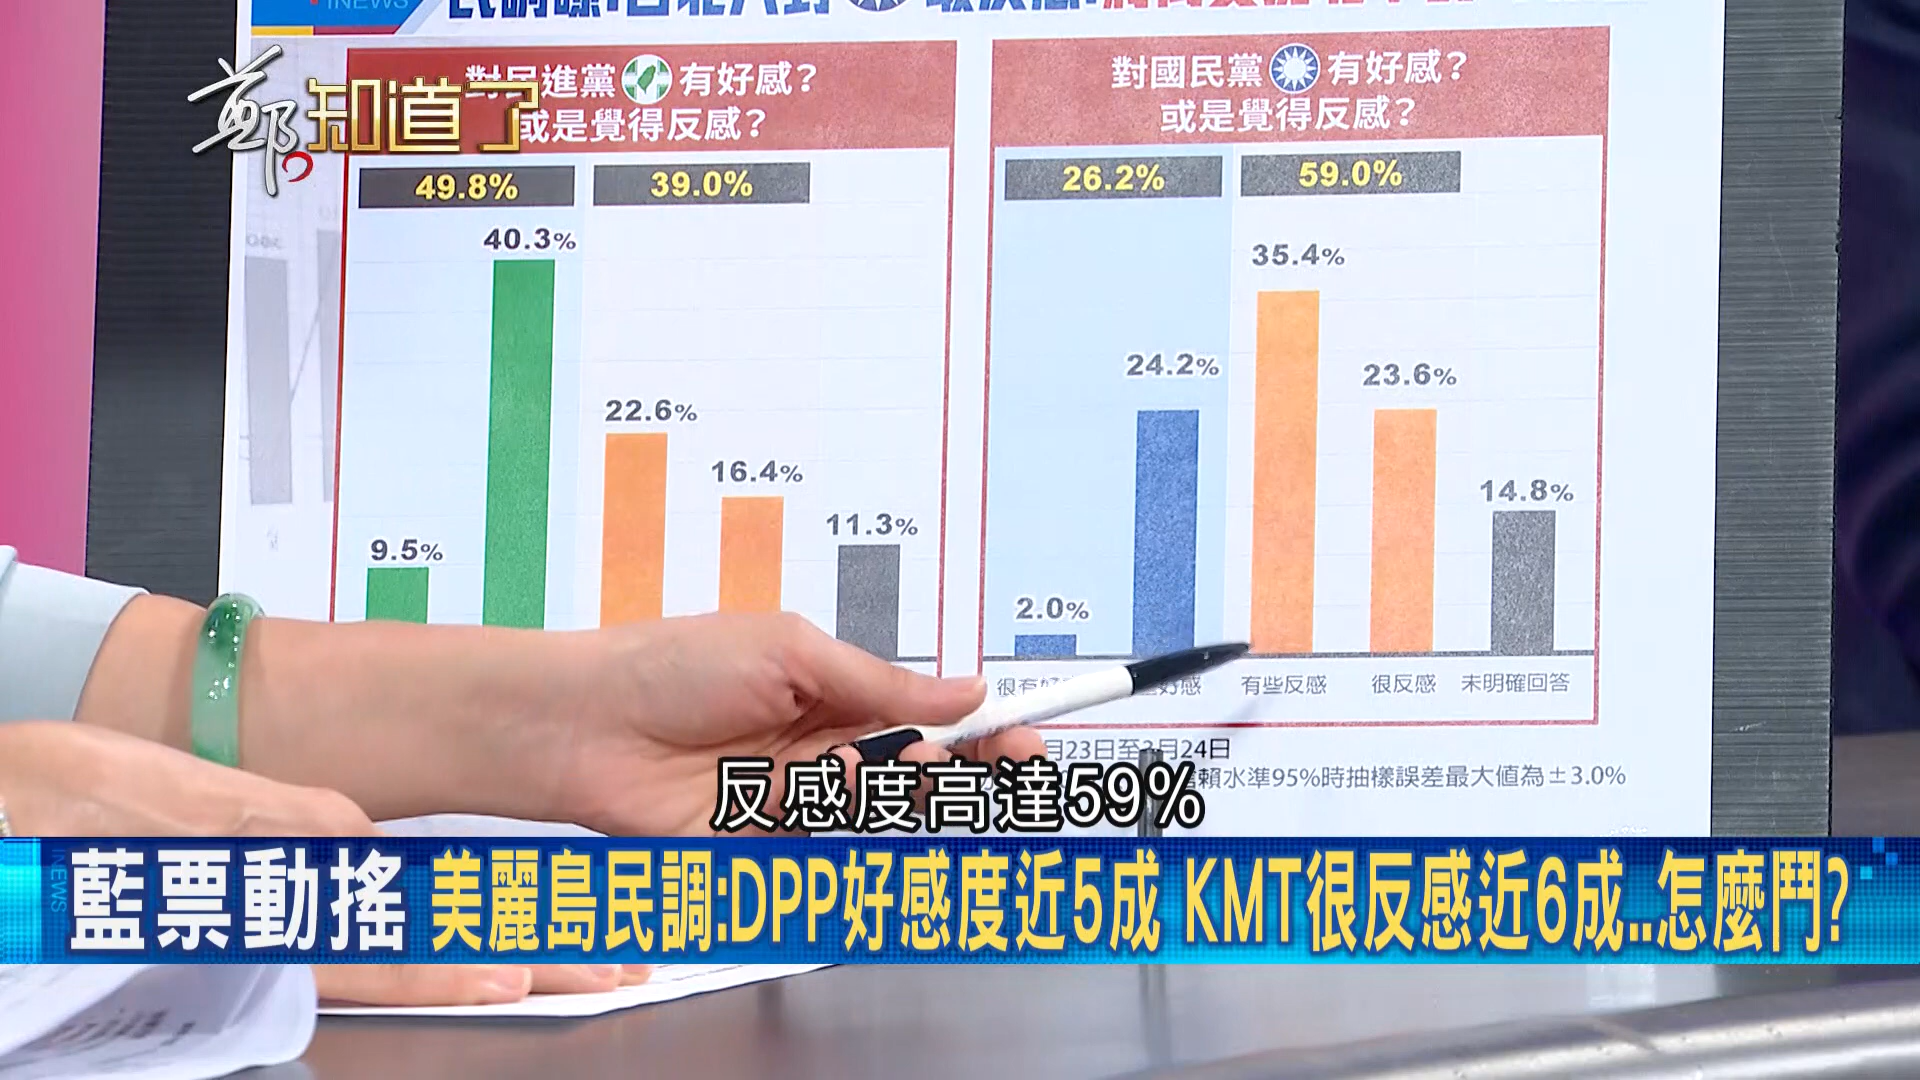 INEWS
鄭知道了
對民進黨 有好感？
或是覺得反感？
49.8% 39.0%
9.5%
40.3%
22.6%
16.4%
11.3%
對國民黨 有好感？
或是覺得反感？
26.2% 59.0%
2.0%
24.2%
35.4%
23.6%
14.8%
有些反感 很反感 未明確回答
月23日至3月24日
賴水準95%時抽樣誤差最大值為±3.0%
反感度高達59%
INEWS
藍票動搖 美麗島民調:DPP好感度近5成 KMT很反感近6成..怎麼鬥?